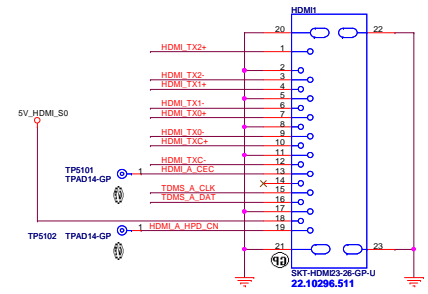 HDMI1
20 22
HDMI_TX2+ 1
2
HDMI_TX2- 3
HDMI_TX1+ 4
5
HDMI_TX1- 6
HDMI_TX0+ 7
5V_HDMI_S0 8
HDMI_TX0- 9
HDMI_TXC+ 10
11
HDMI_TXC- 12
TP5101 1 HDMI_A_CEC 13
TPAD14-GP 14
TDMS_A_CLK 15
TDMS_A_DAT 16
17
18
TP5102 TPAD14-GP 1 HDMI_A_HPD_CN 19
21 23
SKT-HDMI23-26-GP-U
22.10296.511